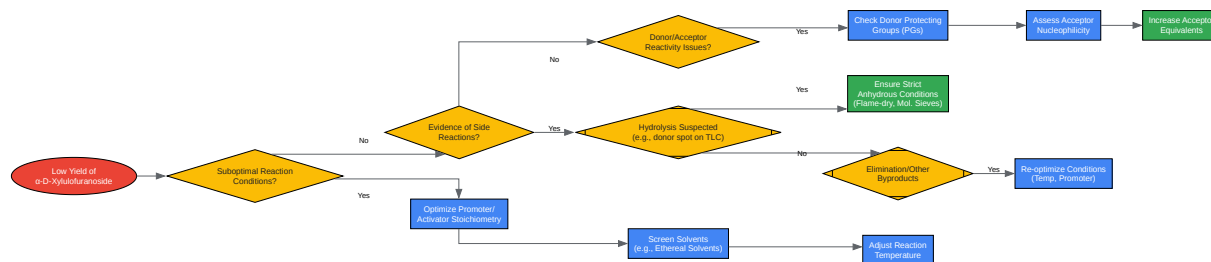 Donor/Acceptor
Reactivity Issues?
Yes
Check Donor Protecting
Groups (PGs)
Assess Acceptor
Nucleophilicity
Increase Accepto
Equivalents
No
Ensure Strict
Anhydrous Conditions
(Flame-dry, Mol. Sieves)
Yes
Evidence of Side
Reactions?
Yes
Hydrolysis Suspected
(e.g., donor spot on TLC)
No
No
Elimination/Other
Byproducts
Yes
Re-optimize Conditions
(Temp, Promoter)
Low Yield of
α-D-Xylulofuranoside
Suboptimal Reaction
Conditions?
Yes
Optimize Promoter/
Activator Stoichiometry
Screen Solvents
(e.g., Ethereal Solvents)
Adjust Reaction
Temperature